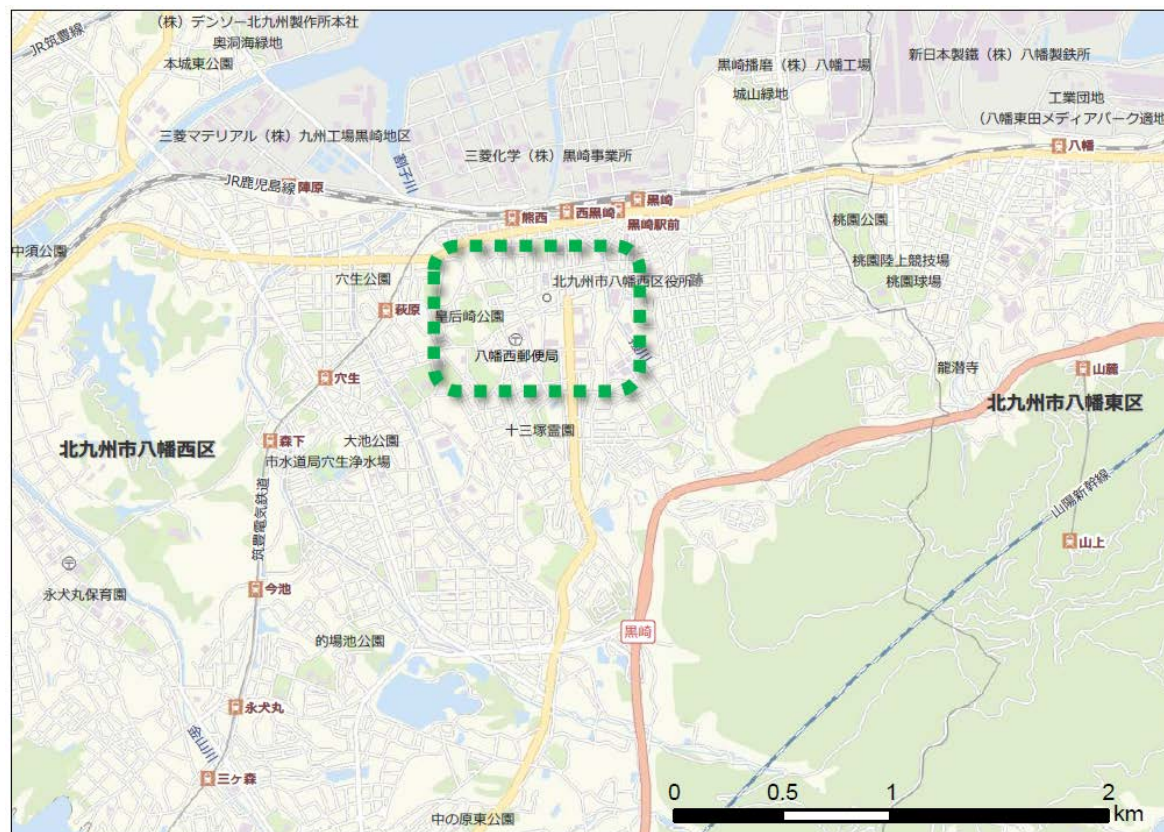 （株）デンソー北九州製作所本社
JR筑豊線
奥洞海緑地
本城東公園
黒崎播磨（株）八幡工場
新日本製鐵（株）八幡製鉄所
城山緑地
工業団地
（八幡東田メディアパーク適地
三菱マテリアル（株）九州工場黒崎地区
割子川
三菱化学（株）黒崎事業所
八幡
JR鹿児島線
陣原
黒崎
西黒崎
熊西
黒崎駅前
桃園公園
中須公園
桃園陸上競技場
穴生公園
北九州市八幡西区役所跡
桃園球場
萩原
皇后崎公園
八幡西郵便局
龍潜寺
山麓
穴生
北九州市八幡東区
十三塚霊園
大池公園
森下
北九州市八幡西区
市水道局穴生浄水場
山陽新幹線
筑豊電気鉄道
山上
今池
永犬丸保育園
黒崎
的場池公園
永犬丸
金山川
三ヶ森
中の原東公園
0 0.5 1 2
km